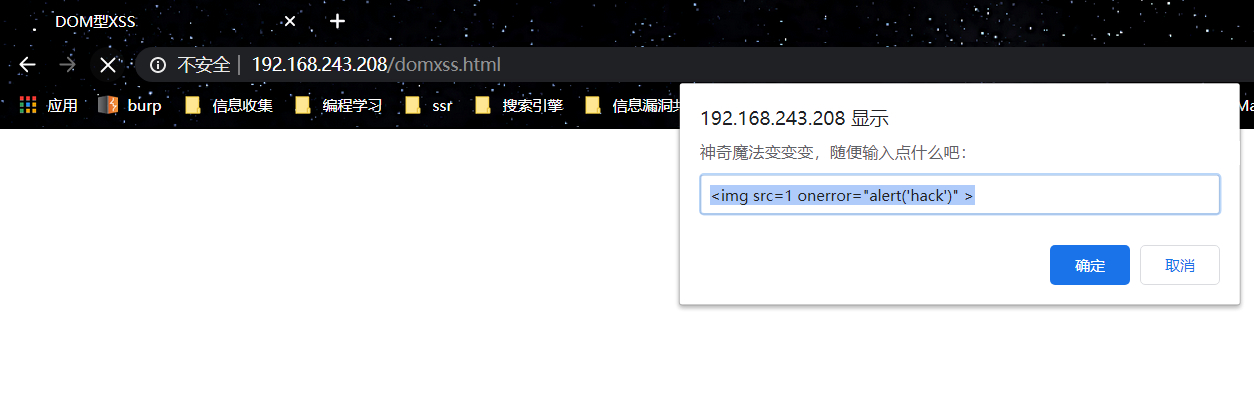 DOM型XSS
不安全 | 192.168.243.208/domxss.html
应用 burp 信息收集 编程学习 ssr 搜索引擎 信息漏洞
192.168.243.208 显示
神奇魔法变变变，随便输入点什么吧：
<img src=1 onerror="alert('hack')" >
确定 取消